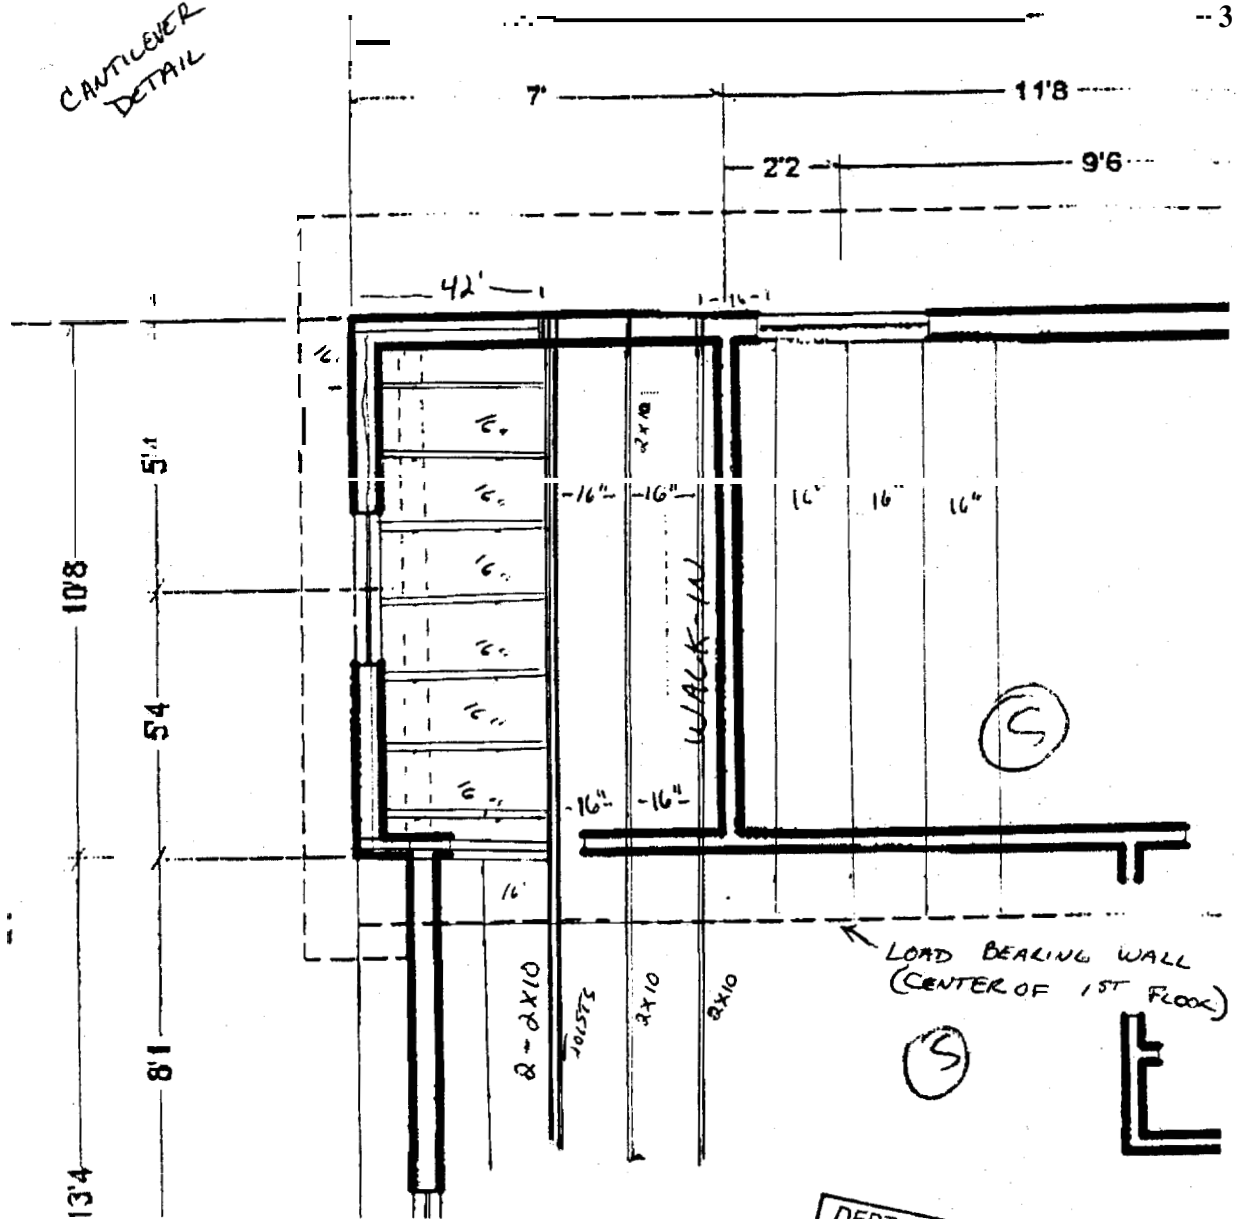 CANTILEVER
DETAIL
3
7'
11'8
2'2
9'6
42'
16
16"
16"
2x10
16"
16"
16"
16"
16"
16"
16"
5'4
10'8
-16"-
-16"-
16"
16"
16"
WALK-IN
S
5'4
-16"-
-16"-
16'
LOAD BEARING WALL
(CENTER OF 1ST FLOOR)
2-2X10
JOISTS
2X10
2X10
S
8'1
13'4